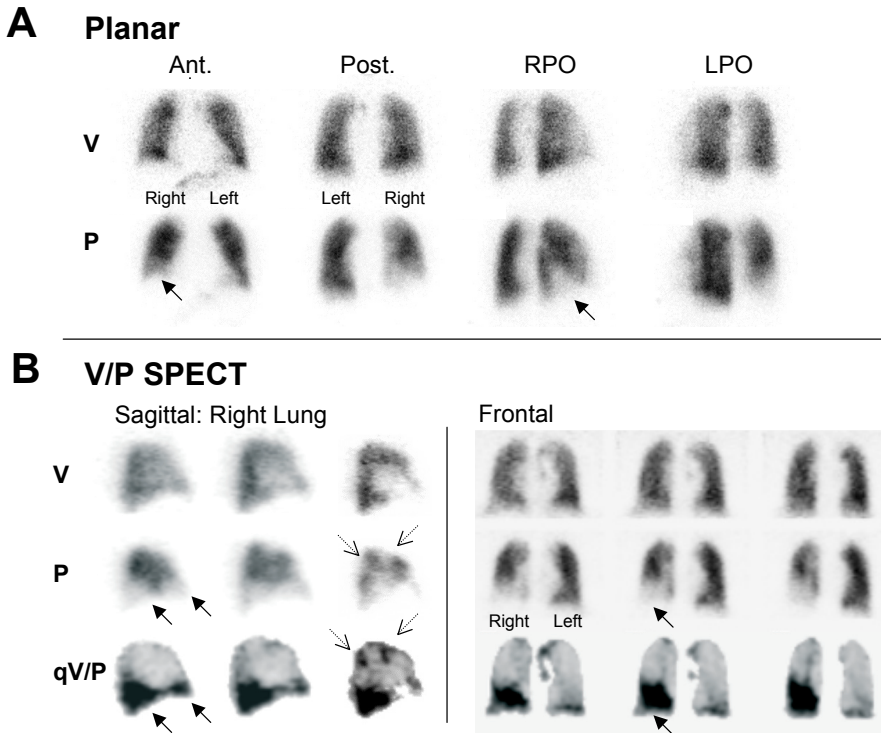 A Planar
Ant. Post. RPO LPO
V
Right Left Left Right
P
B V/P SPECT
Sagittal: Right Lung Frontal
V
P
Right Left
qV/P